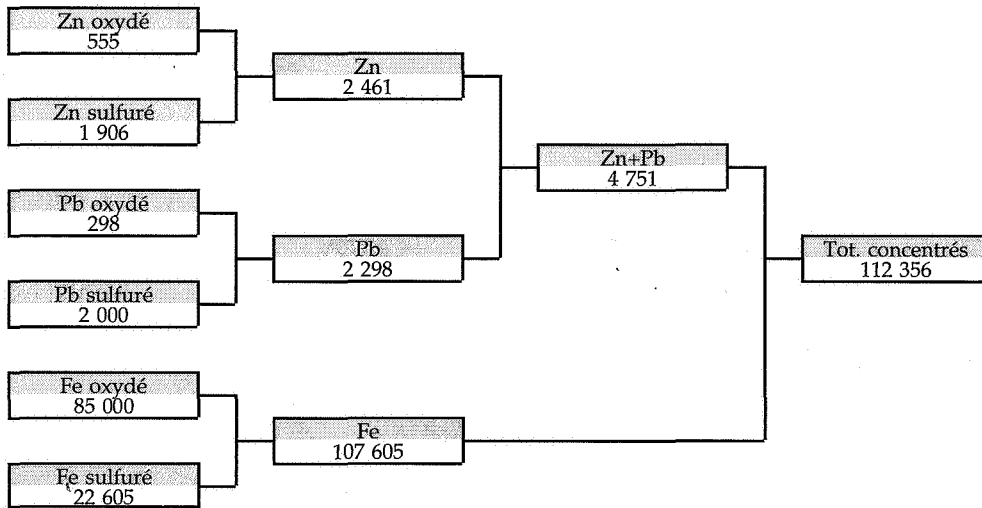 Zn oxydé
555
Zn sulfuré
1 906
Pb oxydé
298
Pb sulfuré
2 000
Fe oxydé
85 000
Fe sulfuré
22 605
Zn
2 461
Pb
2 298
Fe
107 605
Zn+Pb
4 751
Tot. concentrés
112 356